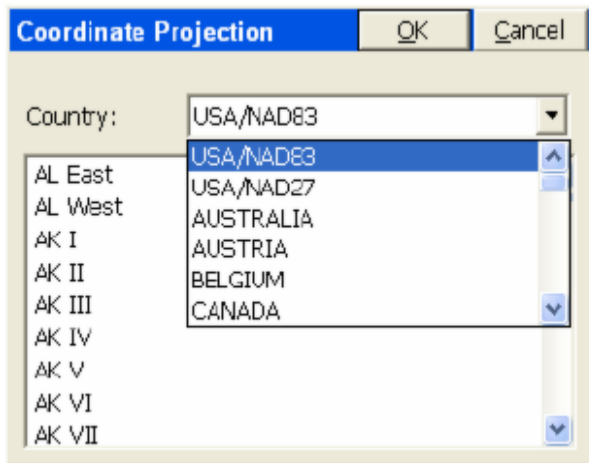 Coordinate Projection OK Cancel
Country: USA/NAD83
USA/NAD83
USA/NAD27
AUSTRALIA
AUSTRIA
BELGIUM
CANADA
AL East
AL West
AK I
AK II
AK III
AK IV
AK V
AK VI
AK VII